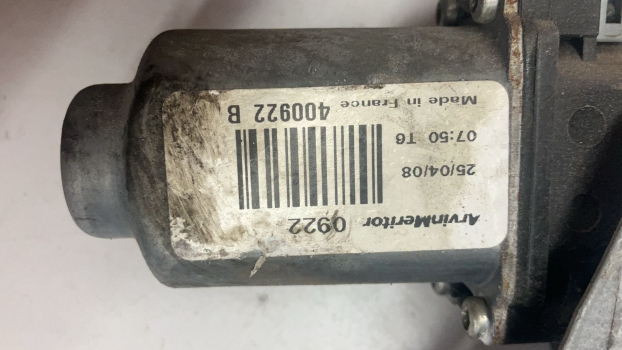 ArvinMeritor 0922
25/04/08
07:50 T6
Made in France 400922 B